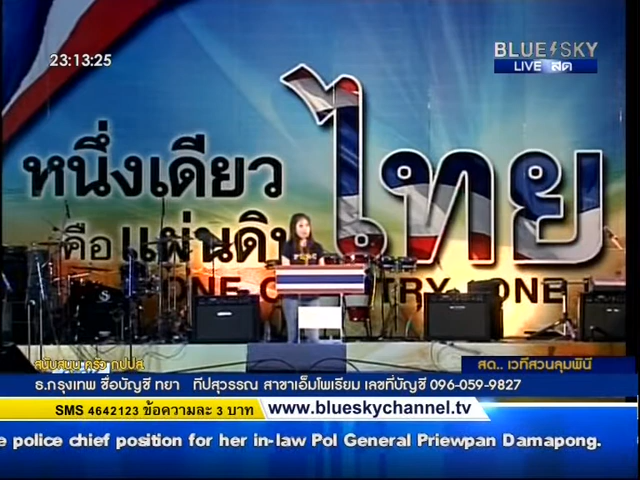 23:13:25
BLUE SKY
LIVE สด
หนึ่งเดียว
คือ แผ่นดิน ไทย
ONE C TRY ONE
สนับสนุน ครัว กปปส.
สด.. เวทีสวนลุมพินี
ธ.กรุงเทพ ชื่อบัญชี ทยา ทีปสุวรรณ สาขาเอ็มโพเรียม เลขที่บัญชี 096-059-9827
SMS 4642123 ข้อความละ 3 บาท
www.blueskychannel.tv
e police chief position for her in-law Pol General Priewpan Damapong.